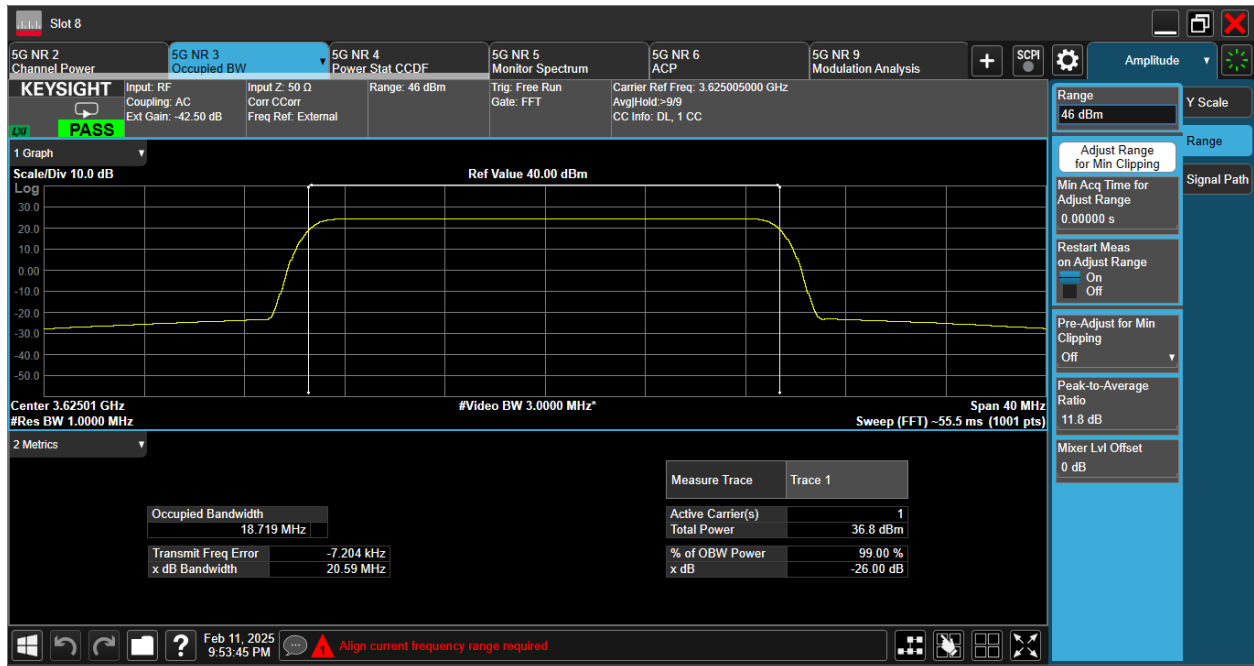 Slot 8
5G NR 2
Channel Power
5G NR 3
Occupied BW
5G NR 4
Power Stat CCDF
5G NR 5
Monitor Spectrum
5G NR 6
ACP
5G NR 9
Modulation Analysis
+
SCPI
Amplitude
KEYSIGHT
LXI
PASS
Input: RF
Coupling: AC
Ext Gain: -42.50 dB
Input Z: 50 Ω
Corr CCorr
Freq Ref: External
Range: 46 dBm
Trig: Free Run
Gate: FFT
Carrier Ref Freq: 3.625005000 GHz
Avg|Hold:>9/9
CC Info: DL, 1 CC
1 Graph
Scale/Div 10.0 dB
Ref Value 40.00 dBm
Log
30.0
20.0
10.0
0.00
-10.0
-20.0
-30.0
-40.0
-50.0
Center 3.62501 GHz
#Video BW 3.0000 MHz*
Span 40 MHz
#Res BW 1.0000 MHz
Sweep (FFT) ~55.5 ms (1001 pts)
2 Metrics
Measure Trace Trace 1
Occupied Bandwidth
18.719 MHz
Active Carrier(s) 1
Total Power 36.8 dBm
Transmit Freq Error -7.204 kHz
x dB Bandwidth 20.59 MHz
% of OBW Power 99.00 %
x dB -26.00 dB
Range
46 dBm
Adjust Range
for Min Clipping
Min Acq Time for
Adjust Range
0.00000 s
Restart Meas
on Adjust Range
On
Off
Pre-Adjust for Min
Clipping
Off
Peak-to-Average
Ratio
11.8 dB
Mixer Lvl Offset
0 dB
Y Scale
Range
Signal Path
?
Feb 11, 2025
9:53:45 PM
1
Align current frequency range required